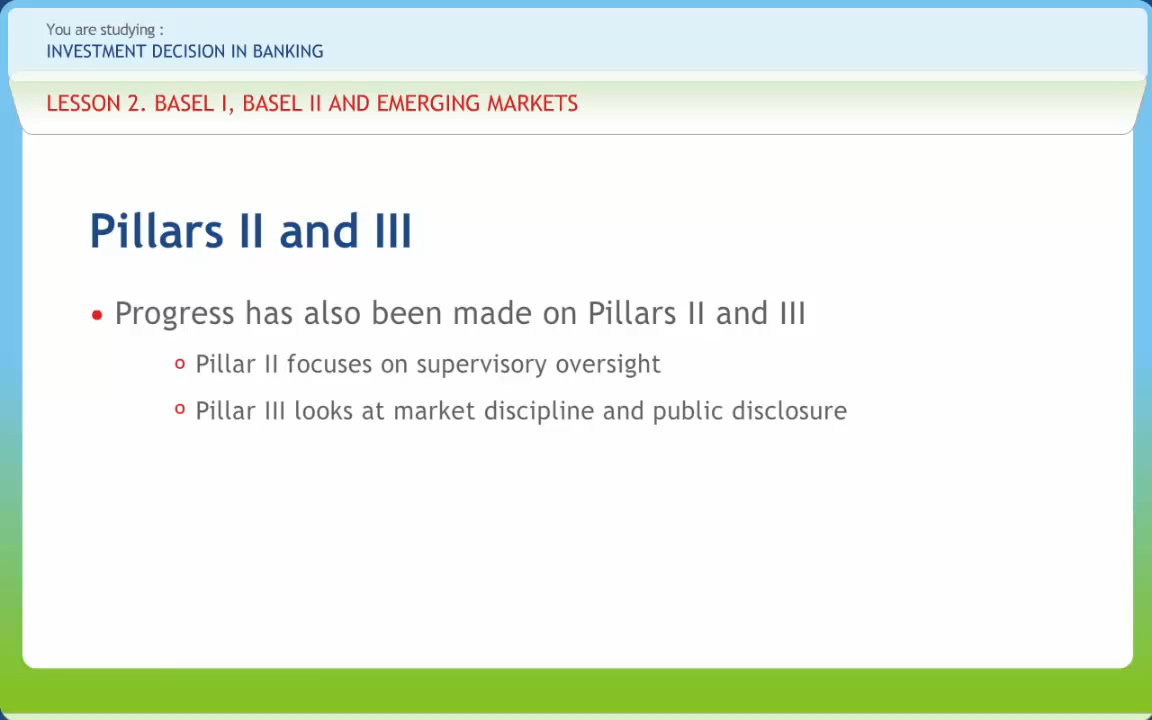 You are studying :
INVESTMENT DECISION IN BANKING
LESSON 2. BASEL I, BASEL II AND EMERGING MARKETS
Pillars II and III
• Progress has also been made on Pillars II and III
o Pillar II focuses on supervisory oversight
o Pillar III looks at market discipline and public disclosure